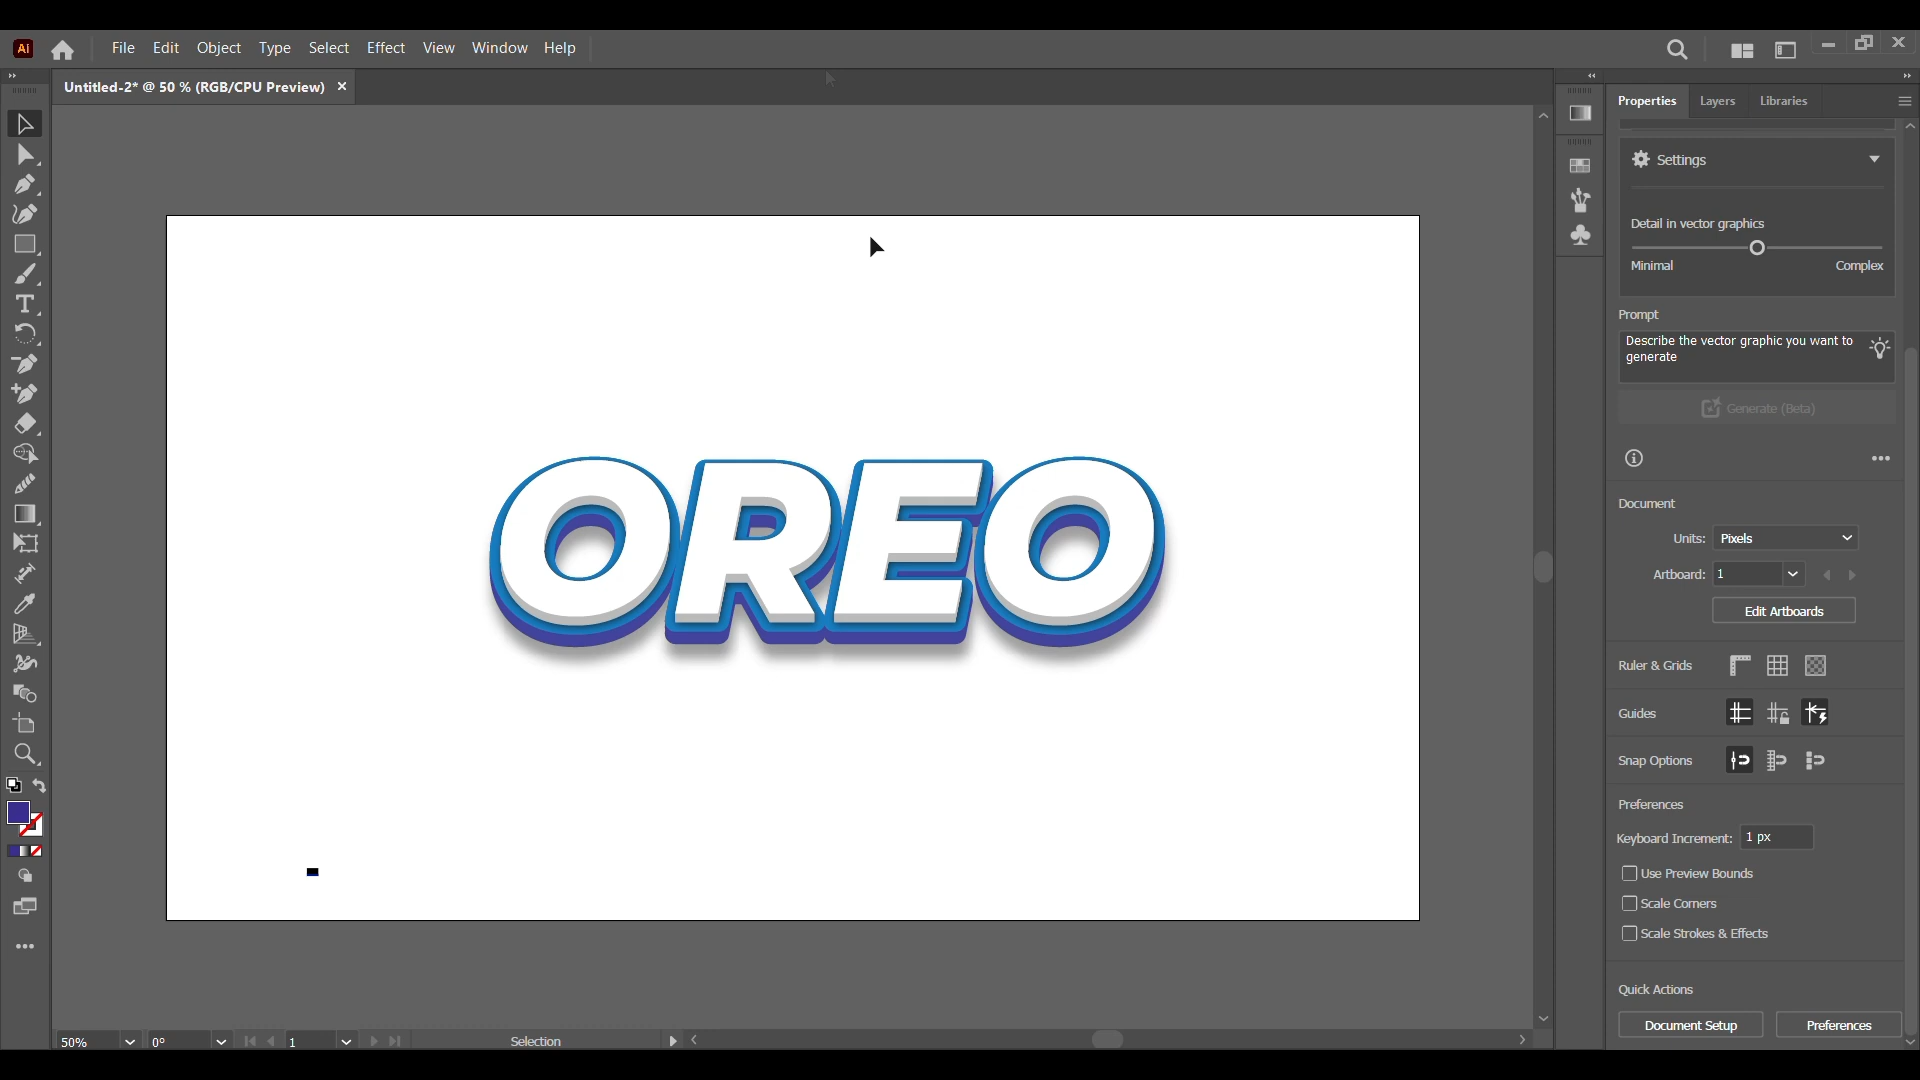 Ai File Edit Object Type Select Effect View Window Help
Untitled-2* @ 50 % (RGB/CPU Preview)
Properties Layers Libraries
Settings
Detail in vector graphics
Minimal Complex
Prompt
Describe the vector graphic you want to
generate
Generate (Beta)
Document
Units: Pixels
Artboard: 1
Edit Artboards
Ruler & Grids
Guides
Snap Options
Preferences
Keyboard Increment: 1 px
Use Preview Bounds
Scale Corners
Scale Strokes & Effects
Quick Actions
Document Setup Preferences
OREO
50% 0° 1 Selection